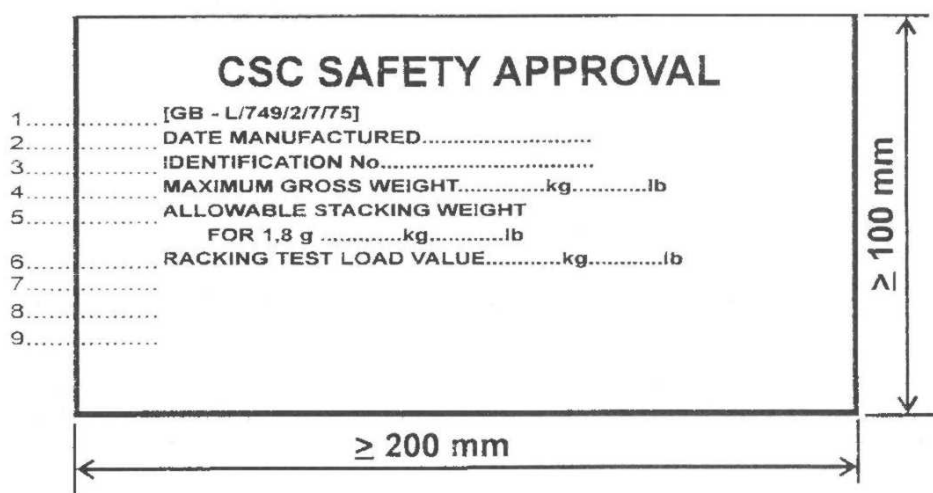 CSC SAFETY APPROVAL
1.................... [GB - L/749/2/7/75]
2.................... DATE MANUFACTURED..........................
3.................... IDENTIFICATION No................................
4.................... MAXIMUM GROSS WEIGHT.............kg...........lb
5.................... ALLOWABLE STACKING WEIGHT
FOR 1,8 g ............kg...........lb
6.................... RACKING TEST LOAD VALUE...........kg...........lb
7....................
8....................
9....................
≥ 100 mm
≥ 200 mm